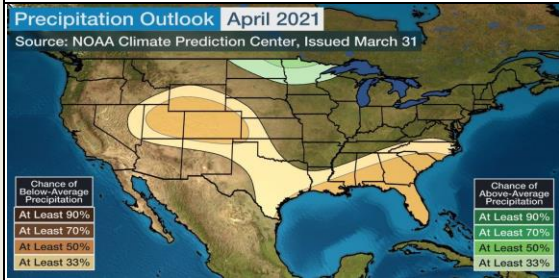 Precipitation Outlook April 2021
Source: NOAA Climate Prediction Center, Issued March 31
Chance of
Below-Average
Precipitation
At Least 90%
At Least 70%
At Least 50%
At Least 33%
Chance of
Above-Average
Precipitation
At Least 90%
At Least 70%
At Least 50%
At Least 33%